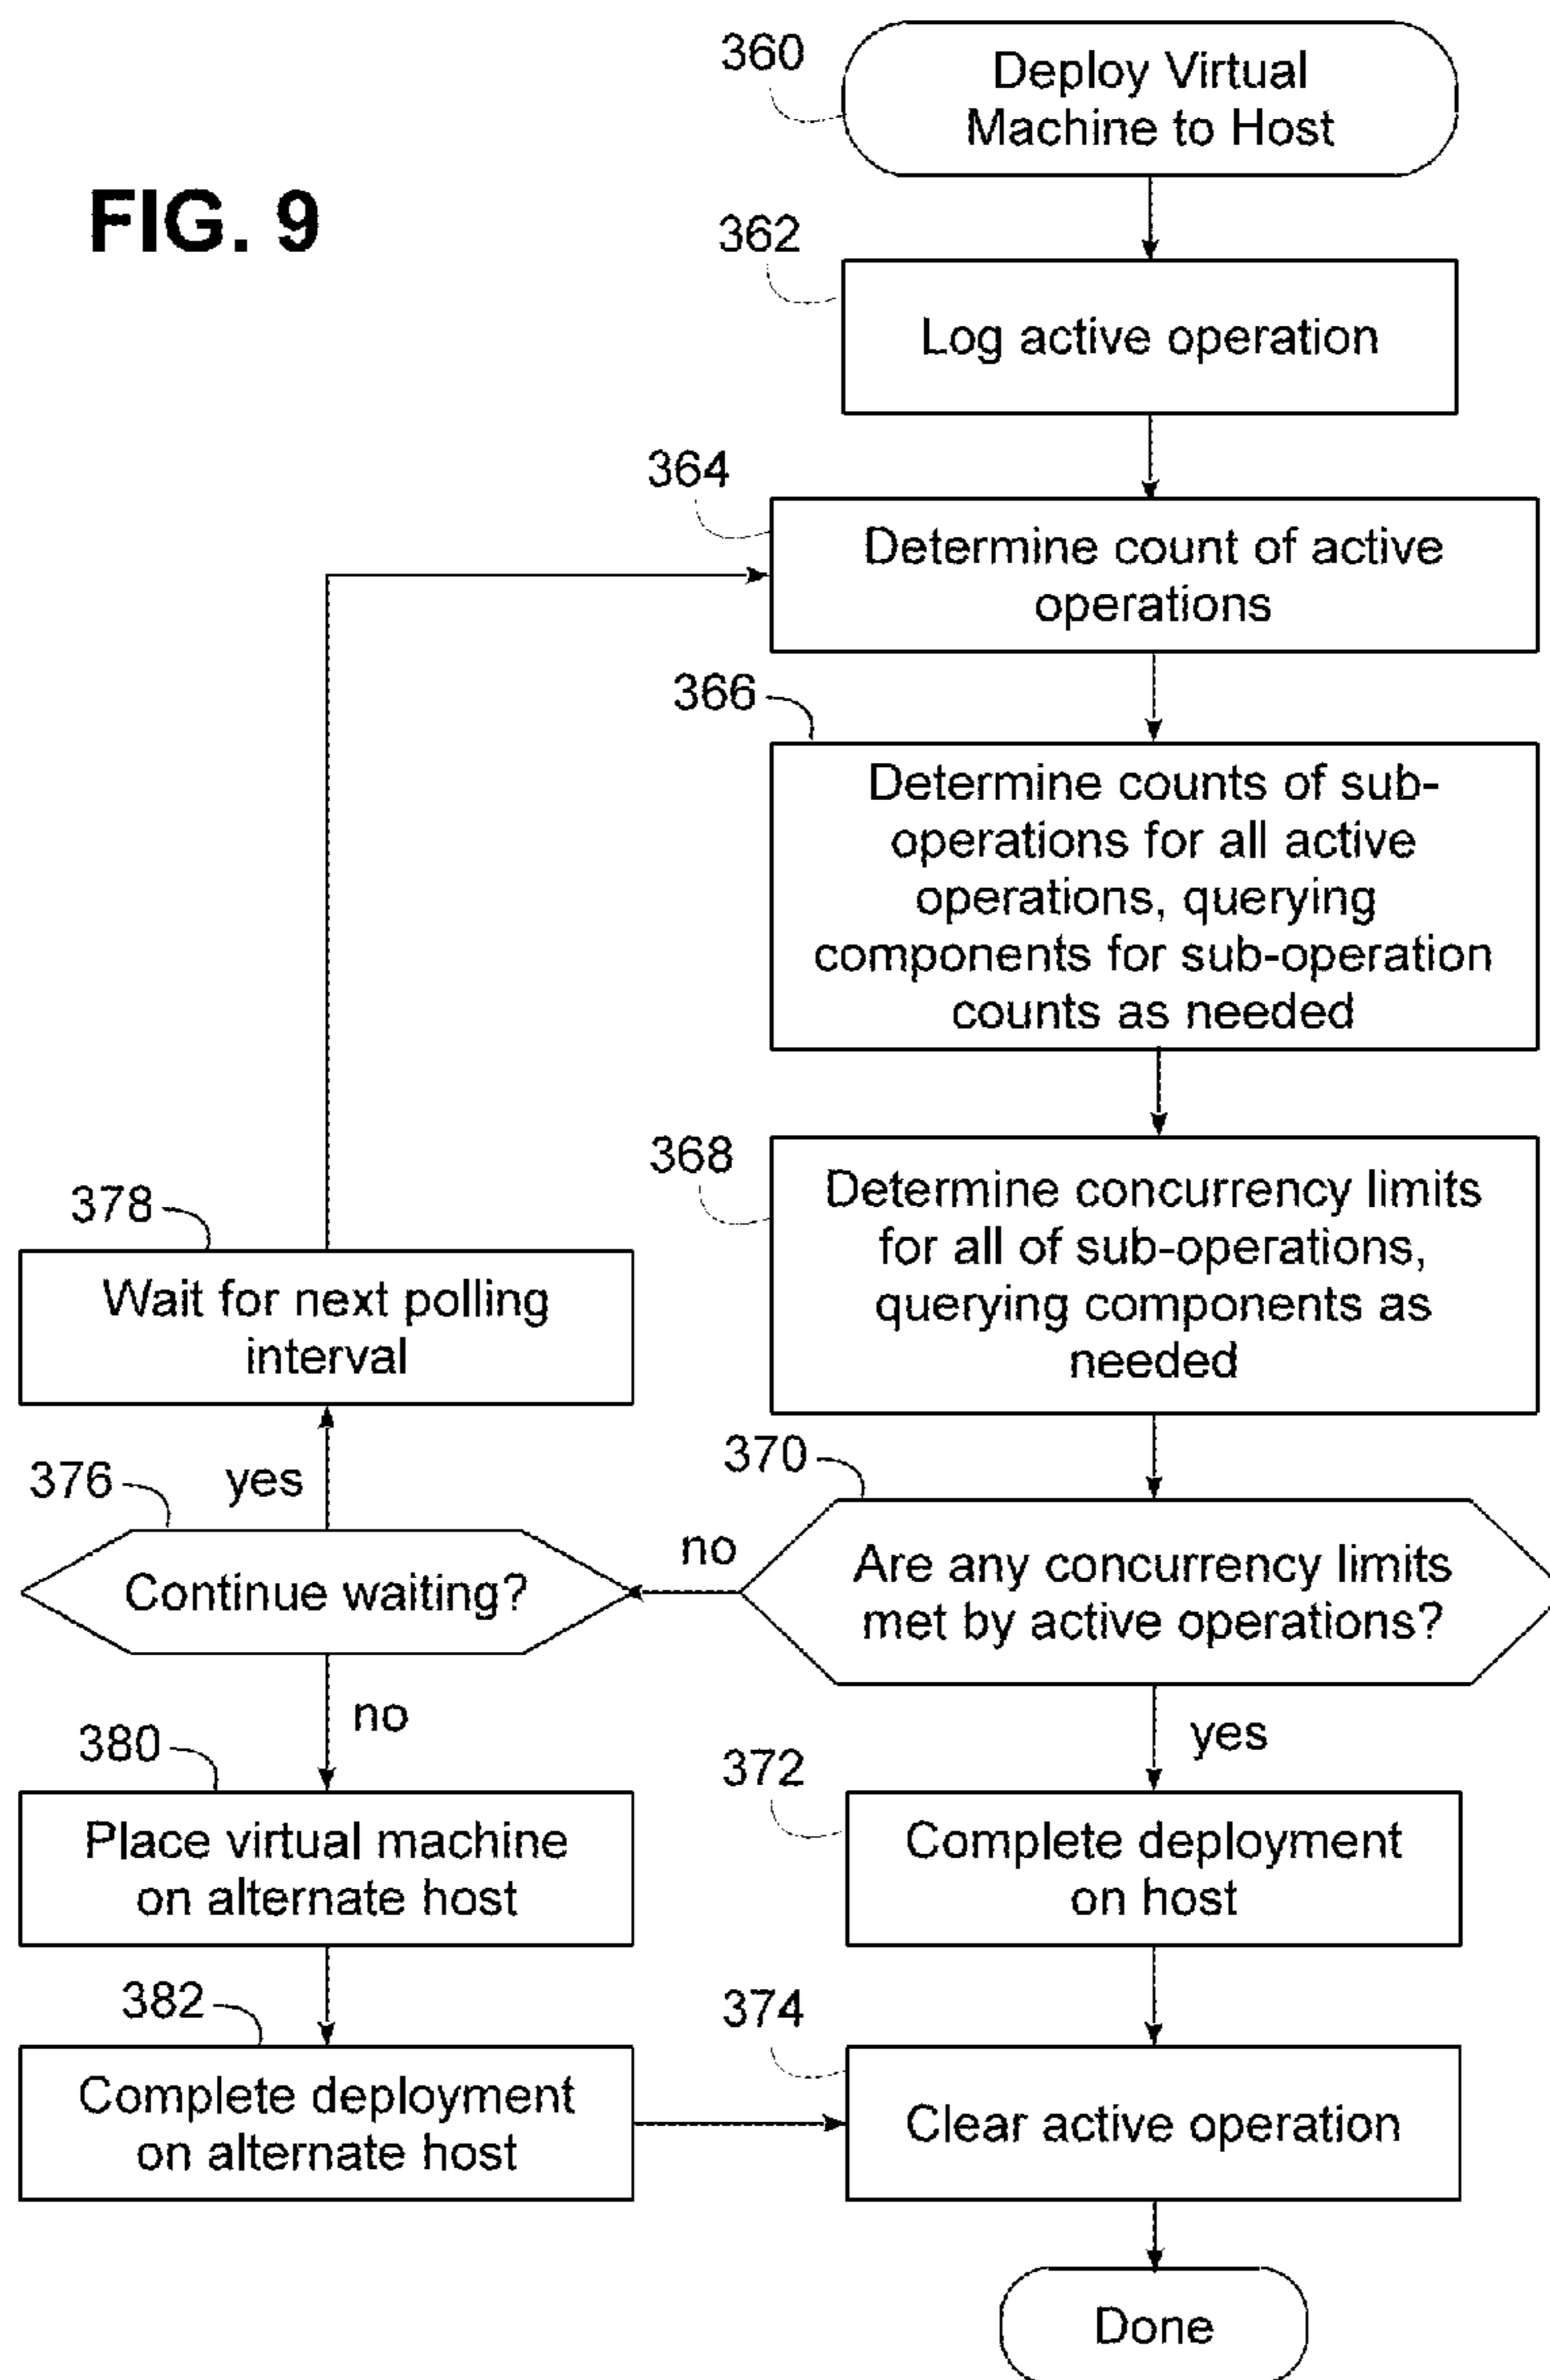 FIG. 9
360
Deploy Virtual
Machine to Host
362
Log active operation
364
Determine count of active
operations
366
Determine counts of sub-
operations for all active
operations, querying
components for sub-operation
counts as needed
368
Determine concurrency limits
for all of sub-operations,
querying components as
needed
370
Are any concurrency limits
met by active operations?
no
yes
376
Continue waiting?
yes
no
378
Wait for next polling
interval
380
Place virtual machine
on alternate host
382
Complete deployment
on alternate host
372
Complete deployment
on host
374
Clear active operation
Done